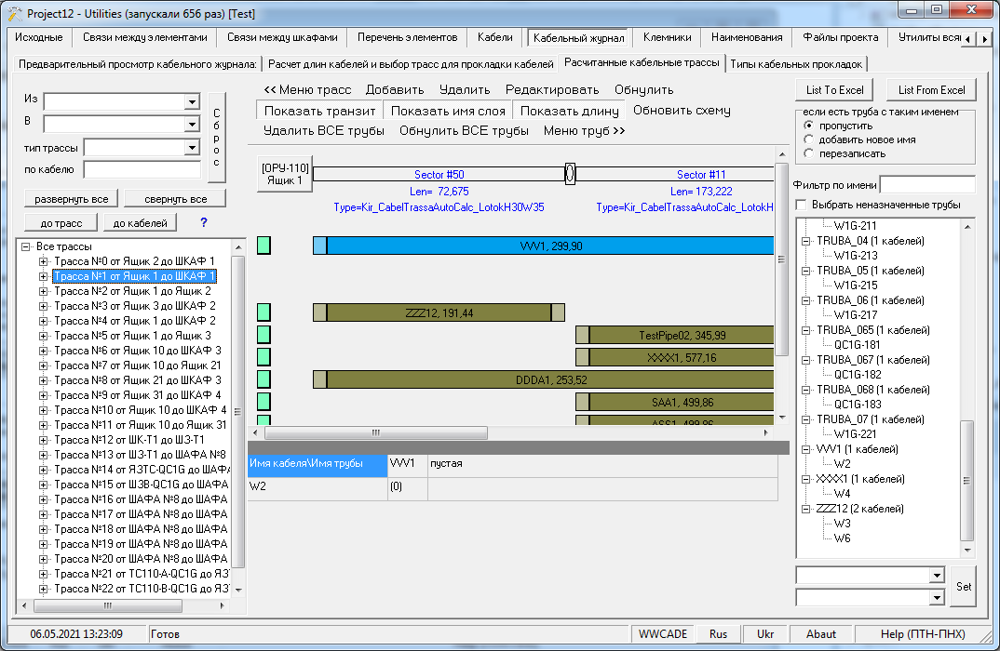 Project12 - Utilities (запускали 656 раз) [Test]
Исходные Связи между элементами Связи между шкафами Перечень элементов Кабели Кабельный журнал Клемники Наименования Файлы проекта Утилиты вся
Предварительный просмотр кабельного журнала: Расчет длин кабелей и выбор трасс для прокладки кабелей Расчитанные кабельные трассы Типы кабельных прокладок
Из
В
тип трассы
по кабелю
Сброс
развернуть все свернуть все
до трасс до кабелей ?
Все трассы
Трасса №0 от Ящик 2 до ШКАФ 1
Трасса №1 от Ящик 1 до ШКАФ 1
Трасса №2 от Ящик 1 до Ящик 2
Трасса №3 от Ящик 3 до ШКАФ 2
Трасса №4 от Ящик 1 до ШКАФ 2
Трасса №5 от Ящик 1 до Ящик 3
Трасса №6 от Ящик 10 до ШКАФ 3
Трасса №7 от Ящик 10 до Ящик 21
Трасса №8 от Ящик 21 до ШКАФ 3
Трасса №9 от Ящик 31 до ШКАФ 4
Трасса №10 от Ящик 10 до ШКАФ 4
Трасса №11 от Ящик 10 до Ящик 31
Трасса №12 от ШК-Т1 до ШЗ-Т1
Трасса №13 от ШЗ-Т1 до ШАФА №8
Трасса №14 от ЯЗТС-QC1G до ШАФА
Трасса №15 от ШЗВ-QC1G до ШАФА
Трасса №16 от ШАФА №8 до ШАФА
Трасса №17 от ШАФА №8 до ШАФА
Трасса №18 от ШАФА №8 до ШАФА
Трасса №19 от ШАФА №8 до ШАФА
Трасса №20 от ШАФА №8 до ШАФА
Трасса №21 от ТС110-А-QC1G до ЯЗТ
Трасса №22 от ТС110-В-QC1G до ЯЗТ
<< Меню трасс Добавить Удалить Редактировать Обнулить
Показать транзит Показать имя слоя Показать длину Обновить схему
Удалить ВСЕ трубы Обнулить ВСЕ трубы Меню труб >>
[ОРУ-110]
Ящик 1
Sector #50 Sector #11
Len= 72,675 Len= 173,222
Type=Kir_CabelTrassaAutoCalc_LotokH30W35 Type=Kir_CabelTrassaAutoCalc_LotokH
VVV1, 299,90
ZZZ12, 191,44
TestPipe02, 345,99
XXXX1, 577,16
DDDA1, 253,52
SAA1, 499,86
ASS1, 499,86
Имя кабеля\Имя трубы VVV1 пустая
W2 (0)
List To Excel List From Excel
если есть труба с таким именем
пропустить
добавить новое имя
перезаписать
Фильтр по имени
Выбрать неназначенные трубы
W1G-211
TRUBA_04 (1 кабелей)
W1G-213
TRUBA_05 (1 кабелей)
W1G-215
TRUBA_06 (1 кабелей)
W1G-217
TRUBA_065 (1 кабелей)
QC1G-181
TRUBA_067 (1 кабелей)
QC1G-182
TRUBA_068 (1 кабелей)
QC1G-183
TRUBA_07 (1 кабелей)
W1G-221
VVV1 (1 кабелей)
W2
XXXX1 (1 кабелей)
W4
ZZZ12 (2 кабелей)
W3
W6
Set
06.05.2021 13:23:09 Готов WWCADE Rus Ukr Abaut Help (ПТН-ПНХ)